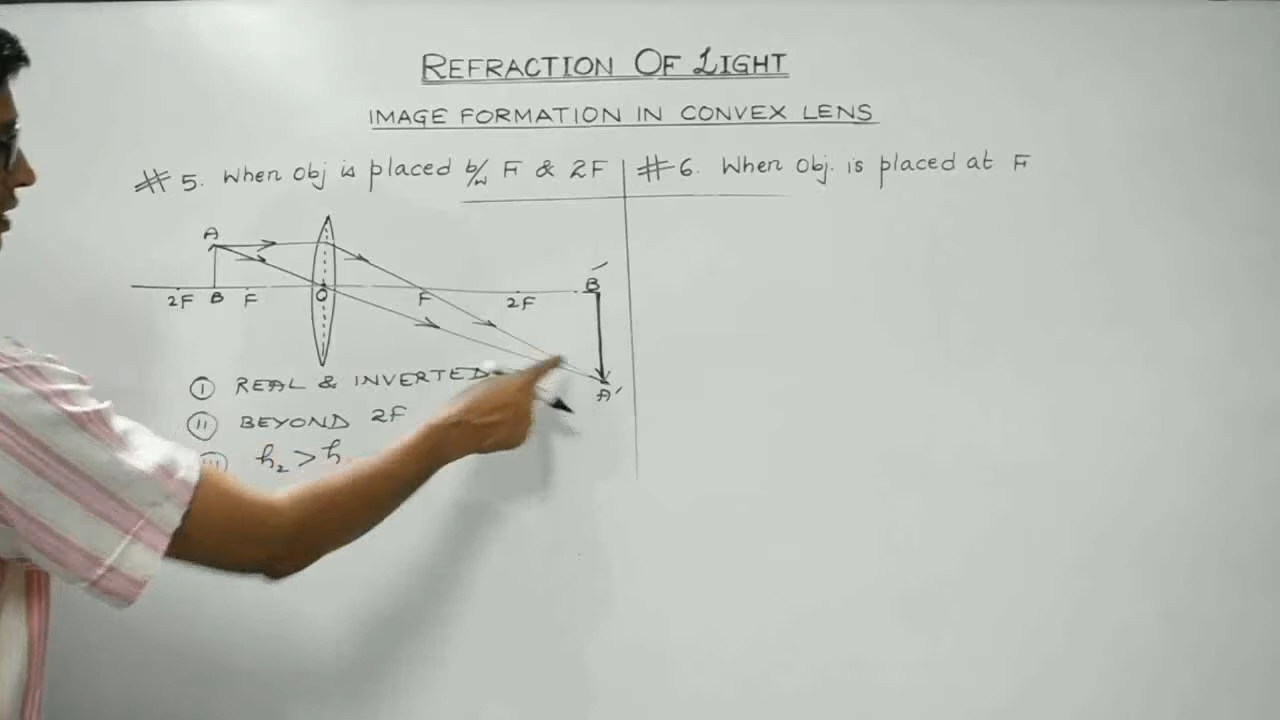 REFRACTION OF LIGHT
IMAGE FORMATION IN CONVEX LENS
#5. When Obj is placed b/w F & 2F
#6. When Obj. is placed at F
A
B'
2F B F O F 2F
A'
I REAL & INVERTED
II BEYOND 2F
III h₂ > h